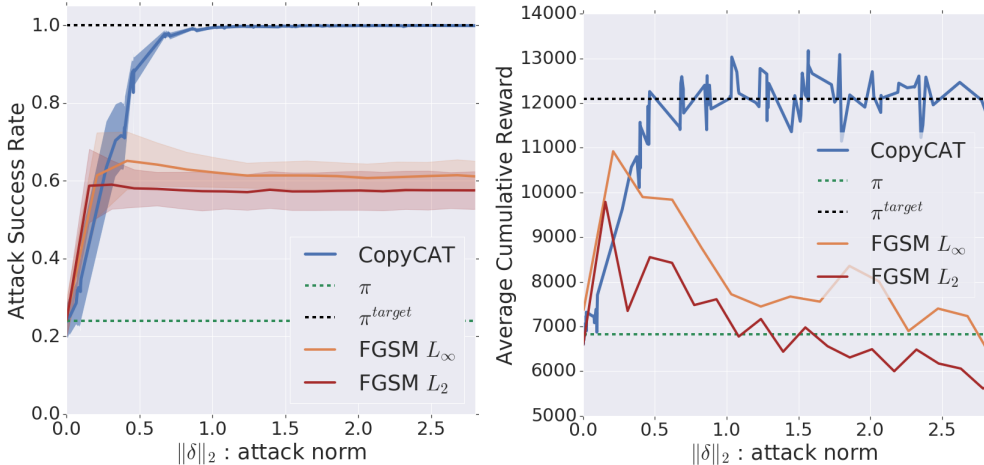 Attack Success Rate
1.0
0.8
0.6
0.4
0.2
0.0
CopyCAT
π
π^target
FGSM L∞
FGSM L₂
0.0 0.5 1.0 1.5 2.0 2.5
‖δ‖₂ : attack norm
Average Cumulative Reward
14000
13000
12000
11000
10000
9000
8000
7000
6000
5000
CopyCAT
π
π^target
FGSM L∞
FGSM L₂
0.0 0.5 1.0 1.5 2.0 2.5
‖δ‖₂ : attack norm